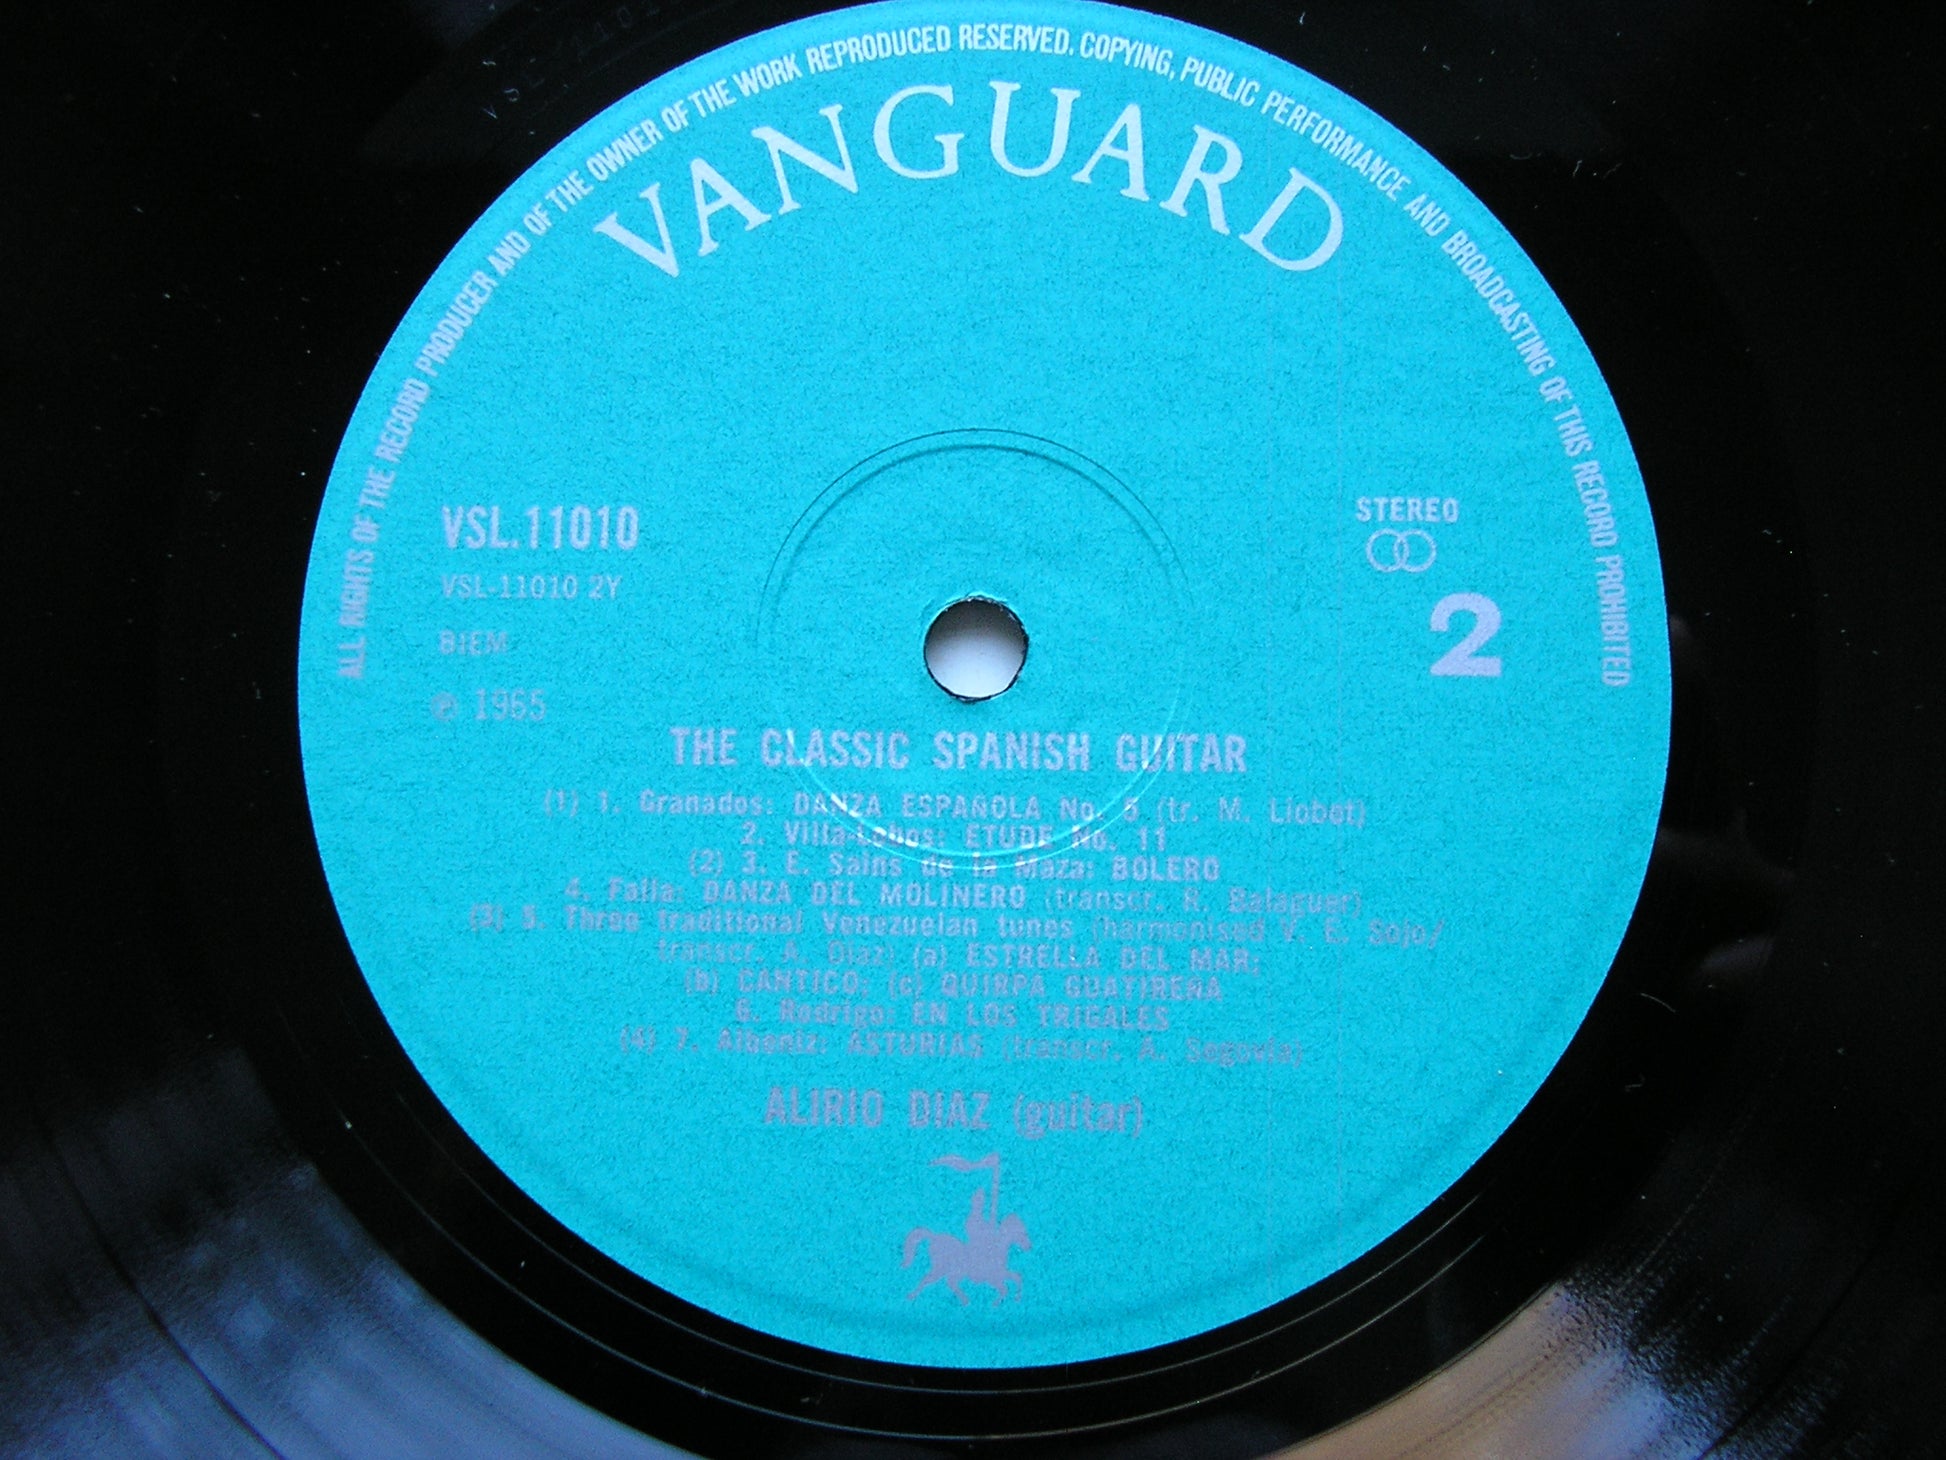 ALL RIGHTS OF THE RECORD PRODUCER AND OF THE OWNER OF THE WORK REPRODUCED RESERVED. COPYING, PUBLIC PERFORMANCE AND BROADCASTING OF THIS RECORD PROHIBITED
VANGUARD
VSL.11010
STEREO
VSL-11010 2Y
2
BIEM
℗ 1965
THE CLASSIC SPANISH GUITAR
(1) 1. Granados: DANZA ESPAÑOLA No. 5 (tr. M. Llobet)
2. Villa-Lobos: ETUDE No. 11
(2) 3. E. Sains de la Maza: BOLERO
4. Falla: DANZA DEL MOLINERO (transcr. R. Balaguer)
(3) 5. Three traditional Venezuelan tunes (harmonised V. E. Sojo/
transcr. A. Diaz) (a) ESTRELLA DEL MAR;
(b) CANTICO; (c) QUIRPA GUATIREÑA
6. Rodrigo: EN LOS TRIGALES
(4) 7. Albeniz: ASTURIAS (transcr. A. Segovia)
ALIRIO DIAZ (guitar)